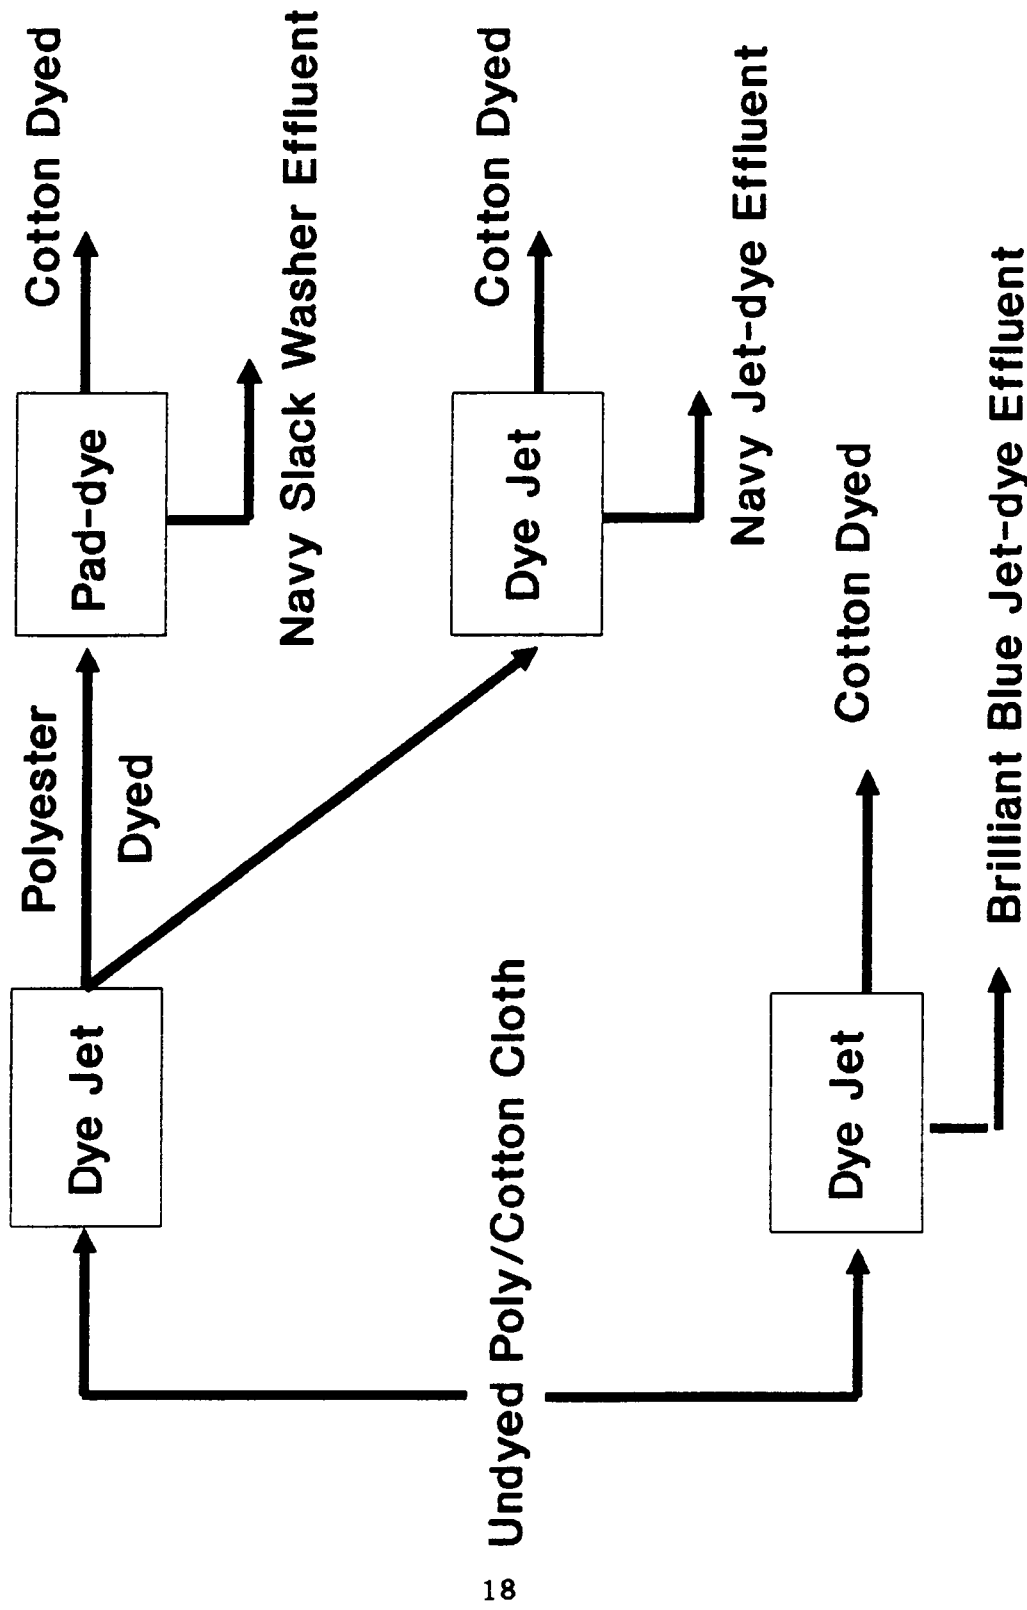 Undyed Poly/Cotton Cloth
Dye Jet
Polyester
Dyed
Pad-dye
Cotton Dyed
Navy Slack Washer Effluent
Dye Jet
Cotton Dyed
Navy Jet-dye Effluent
Dye Jet
Cotton Dyed
Brilliant Blue Jet-dye Effluent
18